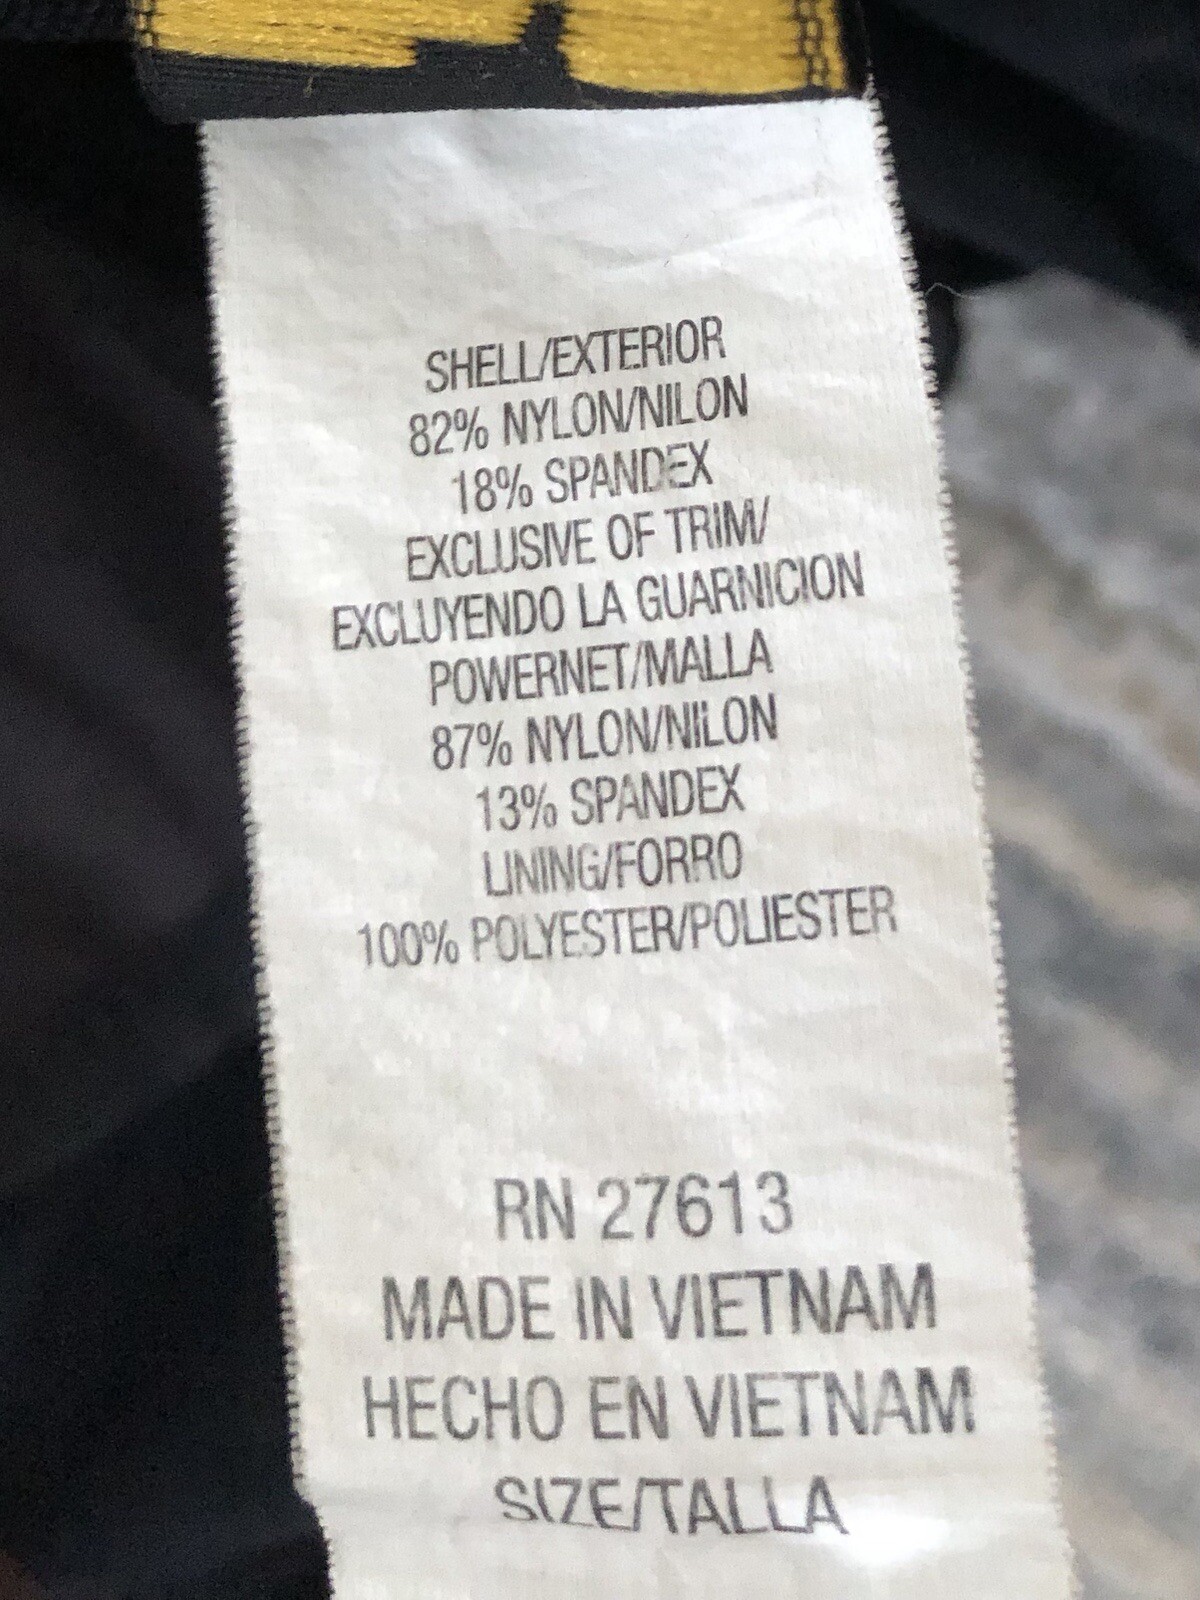 SHELL/EXTERIOR
82% NYLON/NILON
18% SPANDEX
EXCLUSIVE OF TRIM/
EXCLUYENDO LA GUARNICION
POWERNET/MALLA
87% NYLON/NILON
13% SPANDEX
LINING/FORRO
100% POLYESTER/POLIESTER
RN 27613
MADE IN VIETNAM
HECHO EN VIETNAM
SIZE/TALLA